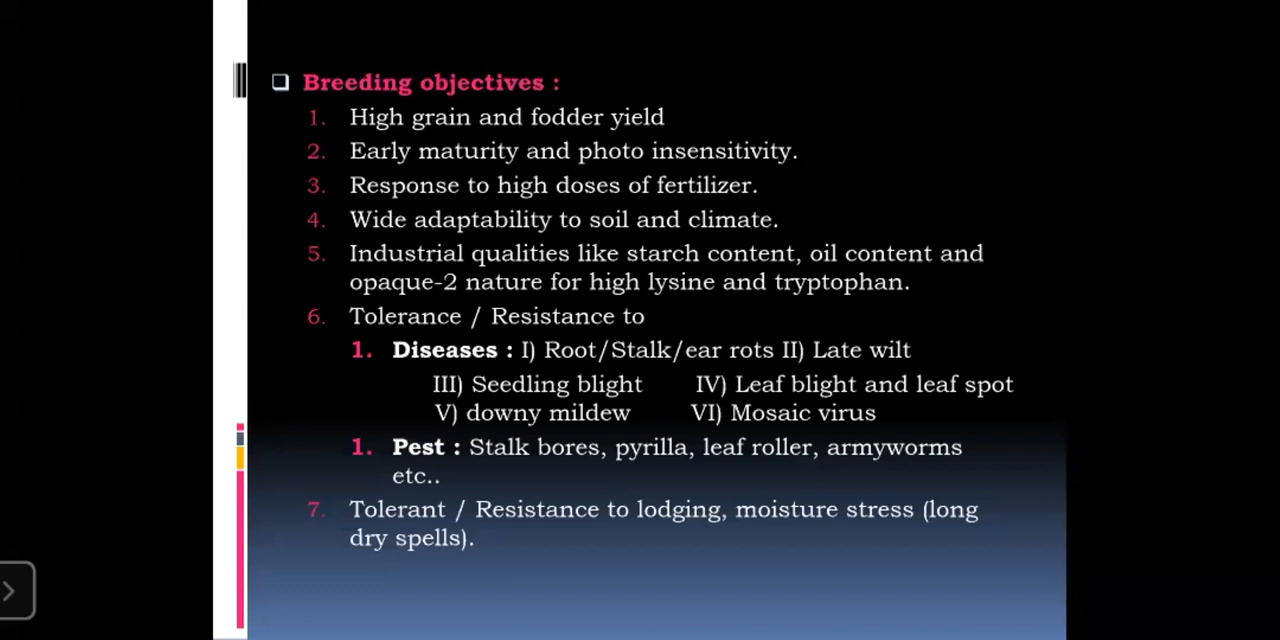 ❑ Breeding objectives :
1. High grain and fodder yield
2. Early maturity and photo insensitivity.
3. Response to high doses of fertilizer.
4. Wide adaptability to soil and climate.
5. Industrial qualities like starch content, oil content and
opaque-2 nature for high lysine and tryptophan.
6. Tolerance / Resistance to
1. Diseases : I) Root/Stalk/ear rots II) Late wilt
III) Seedling blight IV) Leaf blight and leaf spot
V) downy mildew VI) Mosaic virus
1. Pest : Stalk bores, pyrilla, leaf roller, armyworms
etc..
7. Tolerant / Resistance to lodging, moisture stress (long
dry spells).